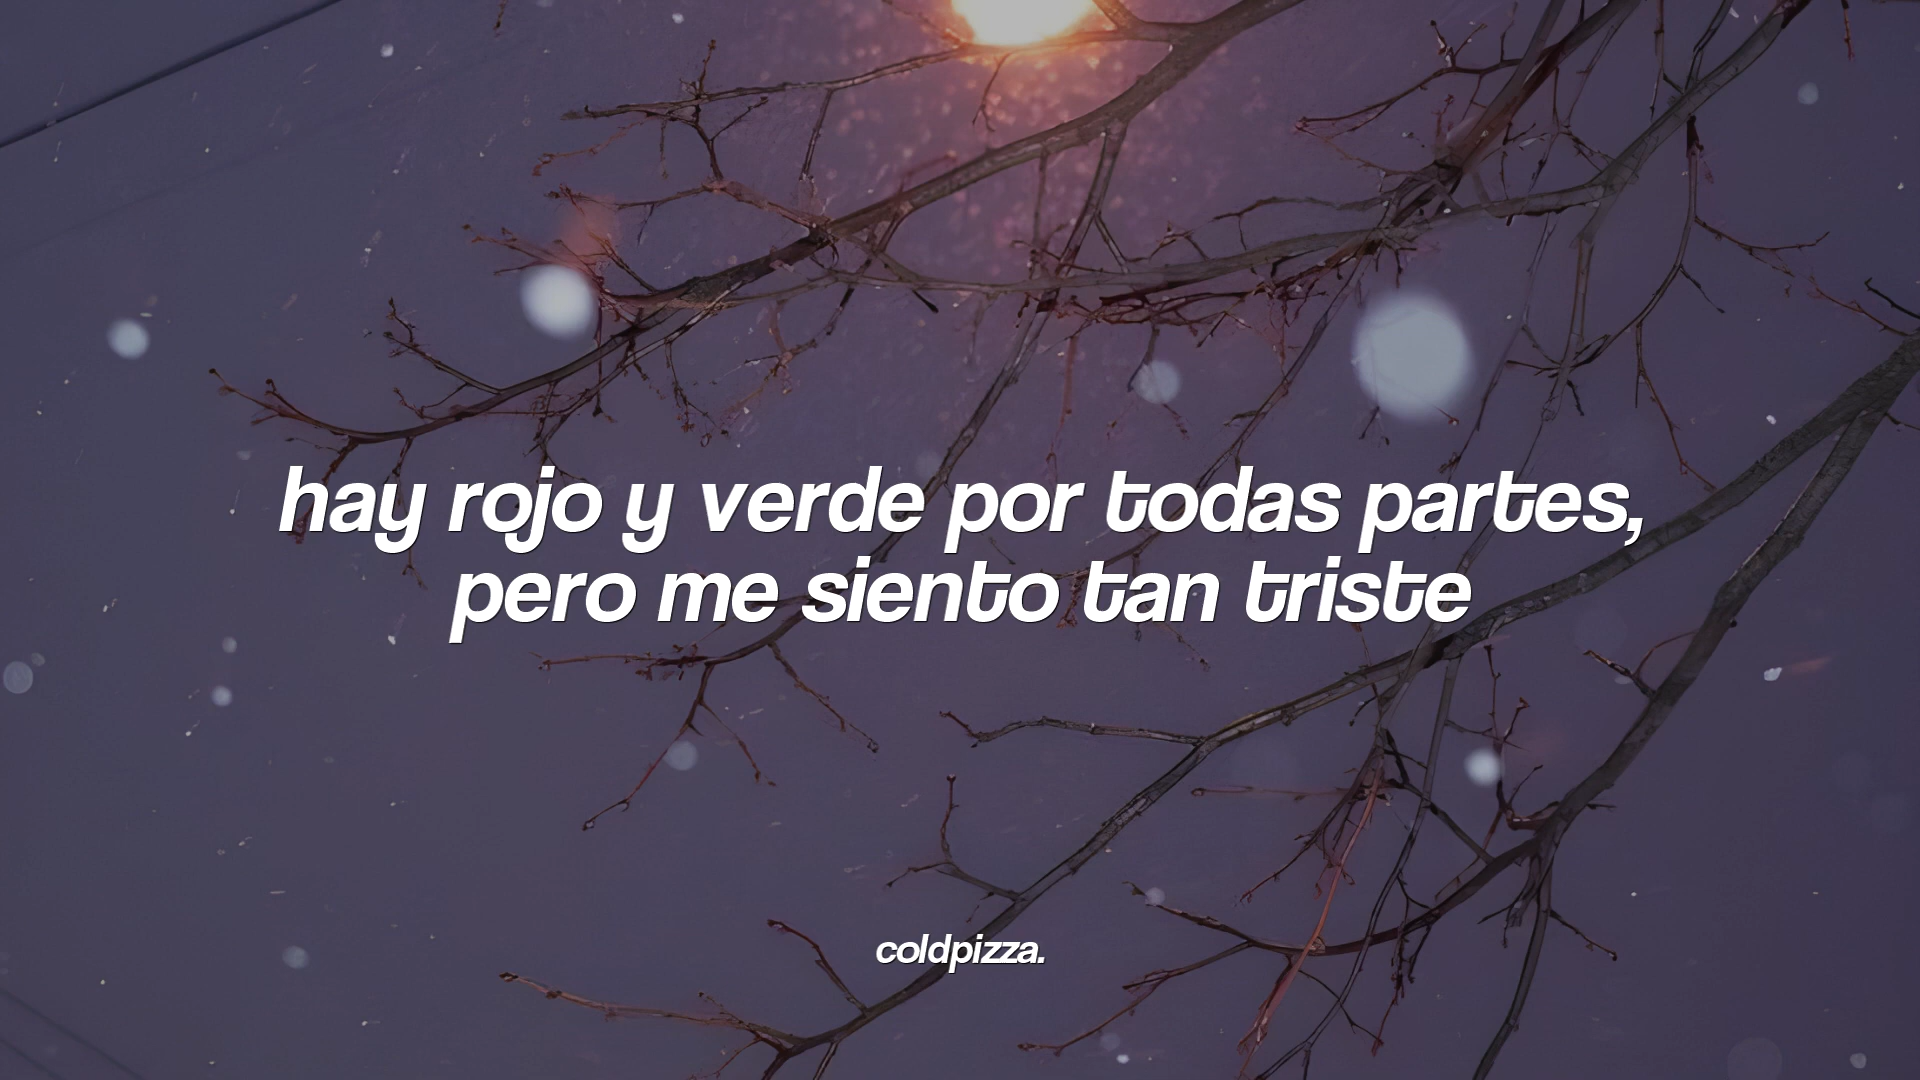 hay rojo y verde por todas partes,
pero me siento tan triste
coldpizza.